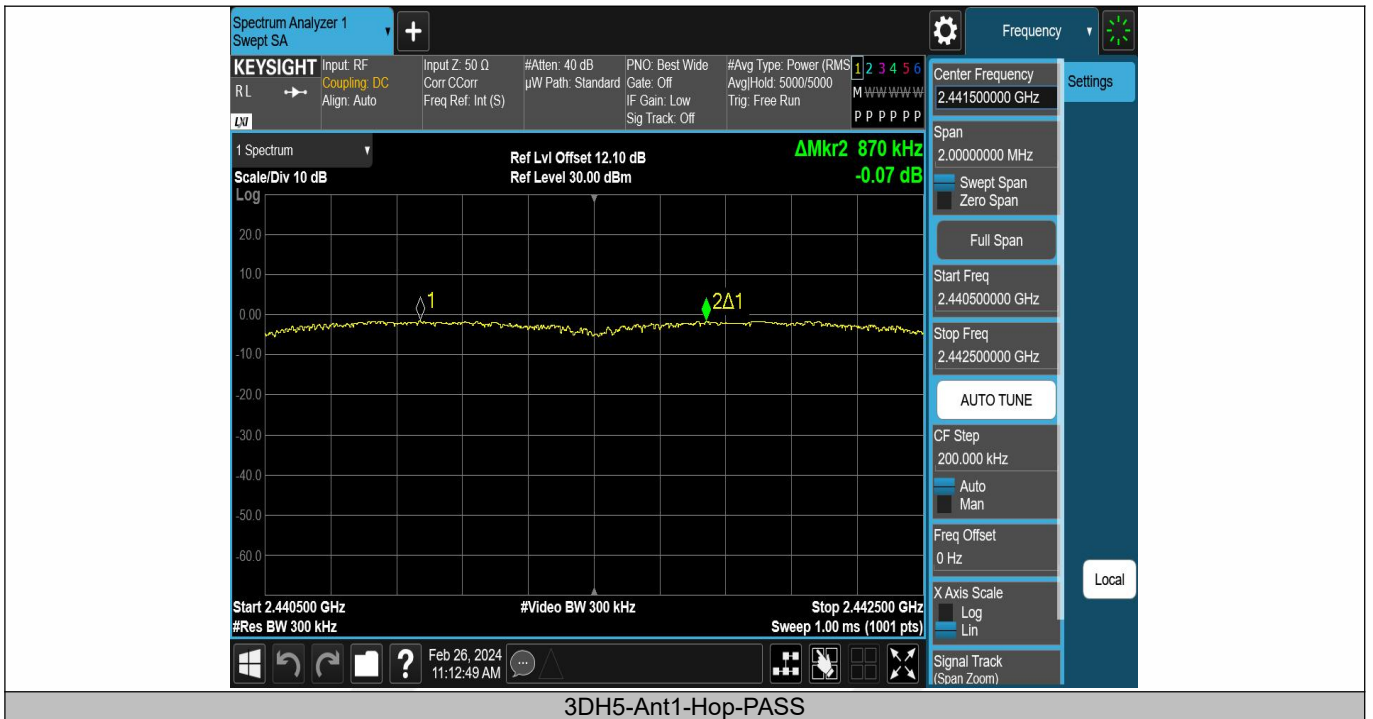 Spectrum Analyzer 1
Swept SA
Frequency
KEYSIGHT
RL
LXI
Input: RF
Coupling: DC
Align: Auto
Input Z: 50 Ω
Corr CCorr
Freq Ref: Int (S)
#Atten: 40 dB
µW Path: Standard
PNO: Best Wide
Gate: Off
IF Gain: Low
Sig Track: Off
#Avg Type: Power (RMS
Avg|Hold: 5000/5000
Trig: Free Run
1 2 3 4 5 6
M W W W W W
P P P P P P
1 Spectrum
Scale/Div 10 dB
Ref Lvl Offset 12.10 dB
Ref Level 30.00 dBm
ΔMkr2 870 kHz
-0.07 dB
Log
20.0
10.0
0.00
-10.0
-20.0
-30.0
-40.0
-50.0
-60.0
1
2Δ1
Start 2.440500 GHz
#Res BW 300 kHz
#Video BW 300 kHz
Stop 2.442500 GHz
Sweep 1.00 ms (1001 pts)
Feb 26, 2024
11:12:49 AM
Center Frequency
2.441500000 GHz
Settings
Span
2.00000000 MHz
Swept Span
Zero Span
Full Span
Start Freq
2.440500000 GHz
Stop Freq
2.442500000 GHz
AUTO TUNE
CF Step
200.000 kHz
Auto
Man
Freq Offset
0 Hz
Local
X Axis Scale
Log
Lin
Signal Track
(Span Zoom)
3DH5-Ant1-Hop-PASS